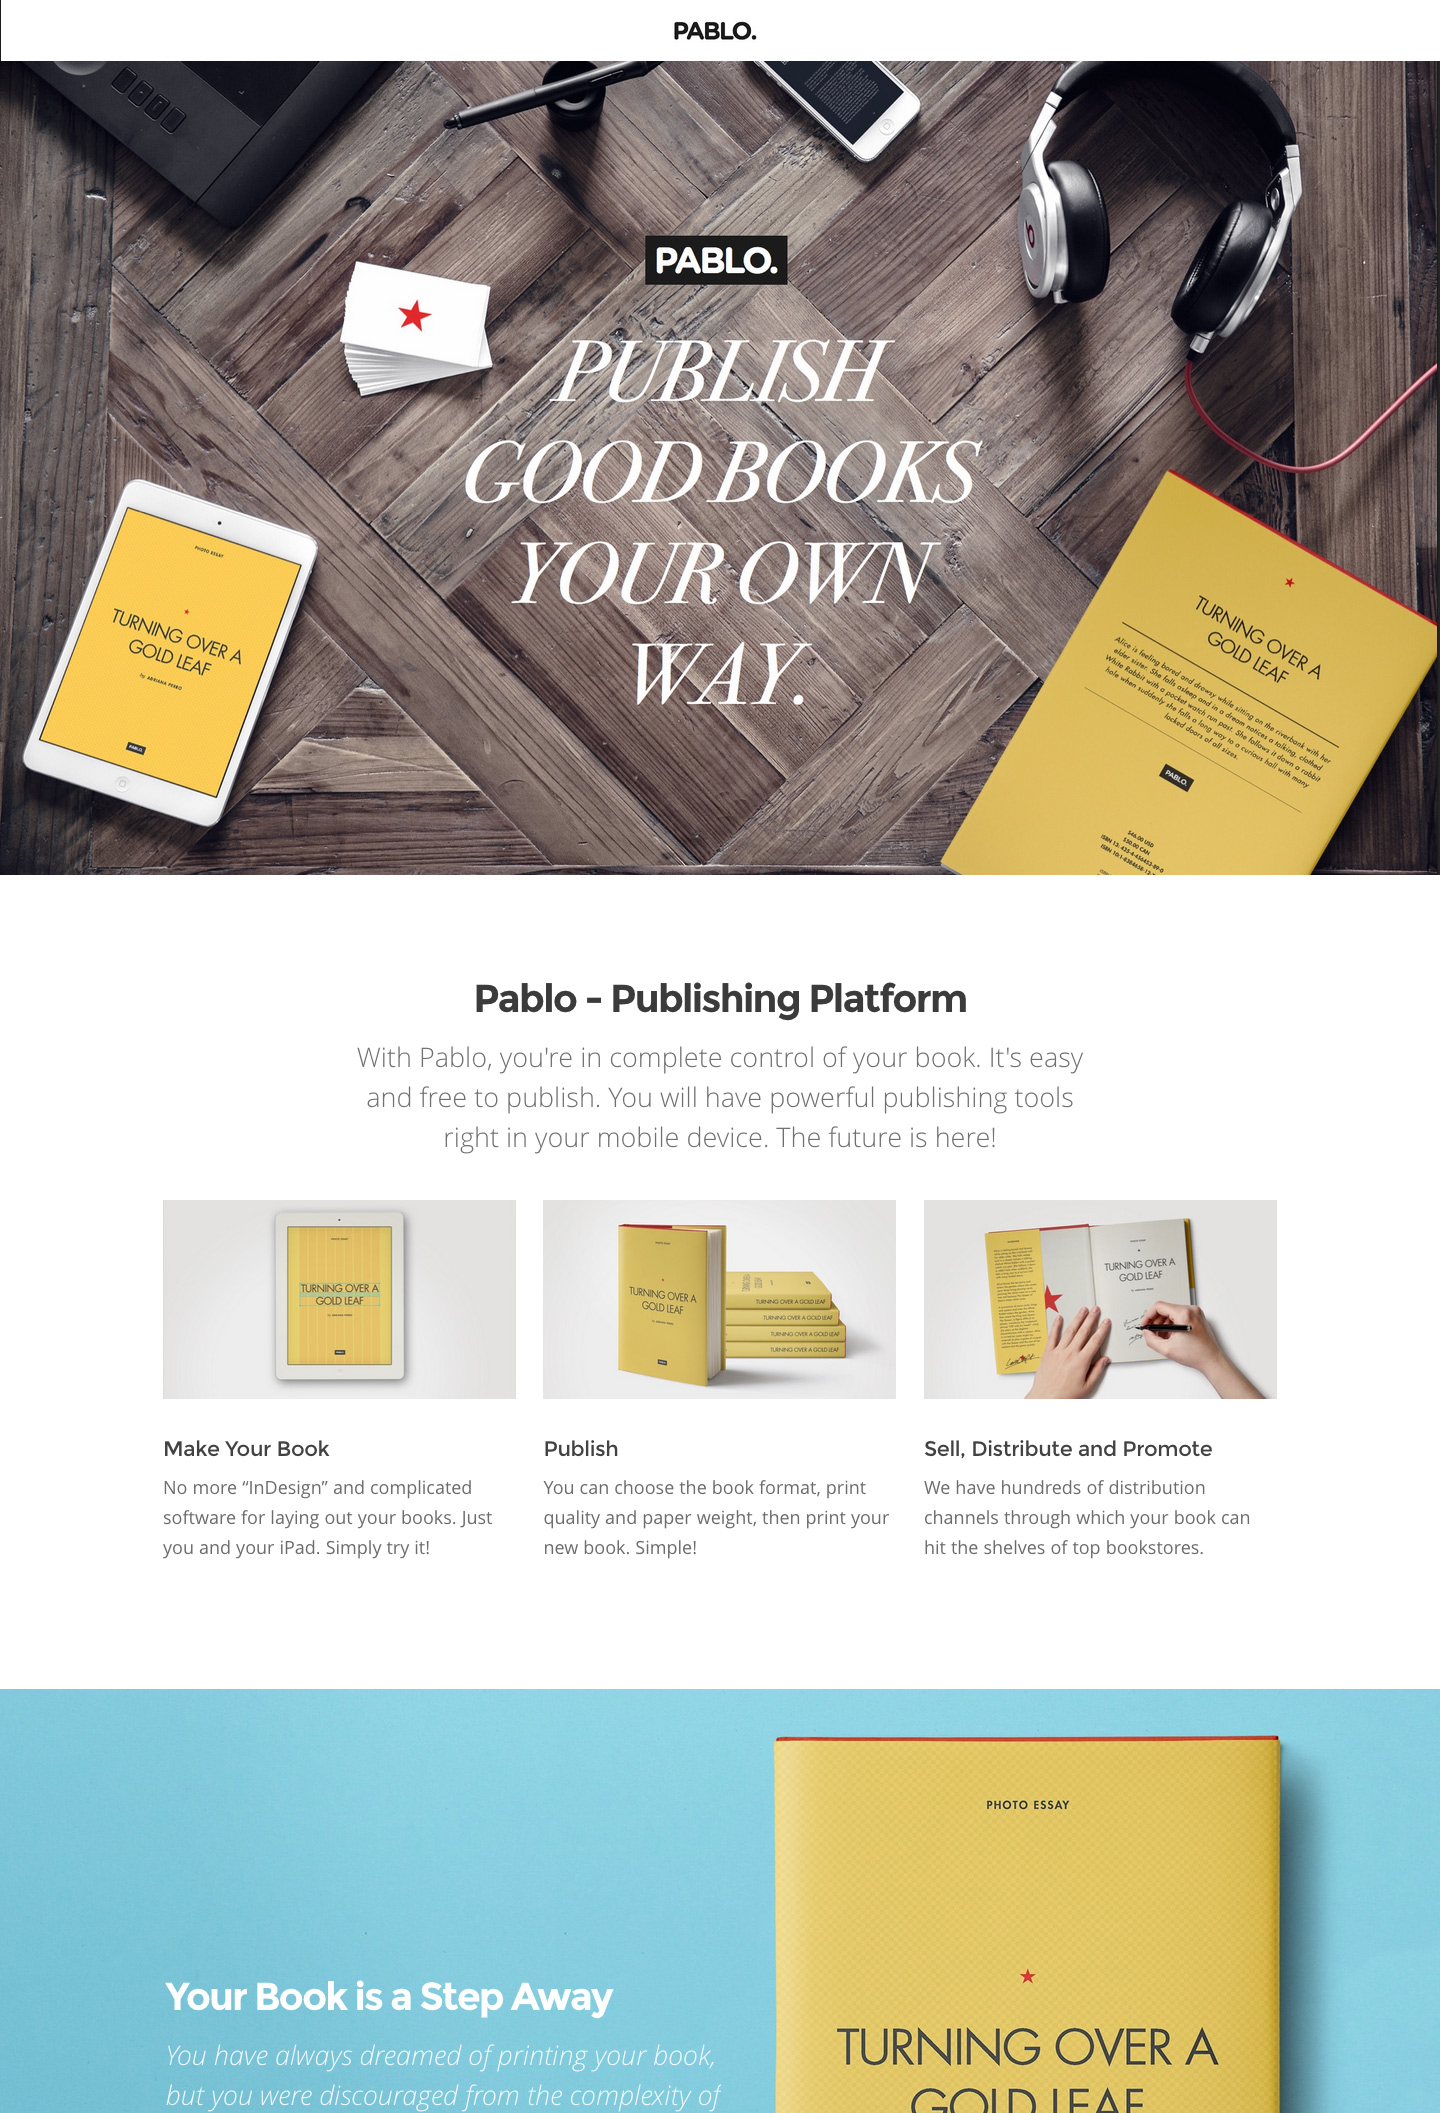 PABLO.
PABLO.
PUBLISH
GOOD BOOKS
YOUR OWN
WAY.
PHOTO ESSAY
TURNING OVER A
GOLD LEAF
by ADRIANA PERKO
PABLO.
TURNING OVER A
GOLD LEAF
Alice is feeling bored and drowsy while sitting on the riverbank with her
elder sister. She falls asleep and in a dream notices a talking, clothed
White Rabbit with a pocket watch run past. She follows it down a rabbit
hole when suddenly she falls a long way to a curious hall with many
locked doors of all sizes.
PABLO.
Pablo - Publishing Platform
With Pablo, you're in complete control of your book. It's easy
and free to publish. You will have powerful publishing tools
right in your mobile device. The future is here!
TURNING OVER A
GOLD LEAF
TURNING OVER A
GOLD LEAF
TURNING OVER A GOLD LEAF
TURNING OVER A GOLD LEAF
TURNING OVER A GOLD LEAF
TURNING OVER A GOLD LEAF
TURNING OVER A
GOLD LEAF
Make Your Book
No more “InDesign” and complicated
software for laying out your books. Just
you and your iPad. Simply try it!
Publish
You can choose the book format, print
quality and paper weight, then print your
new book. Simple!
Sell, Distribute and Promote
We have hundreds of distribution
channels through which your book can
hit the shelves of top bookstores.
Your Book is a Step Away
You have always dreamed of printing your book,
but you were discouraged from the complexity of
PHOTO ESSAY
TURNING OVER A
GOLD LEAF